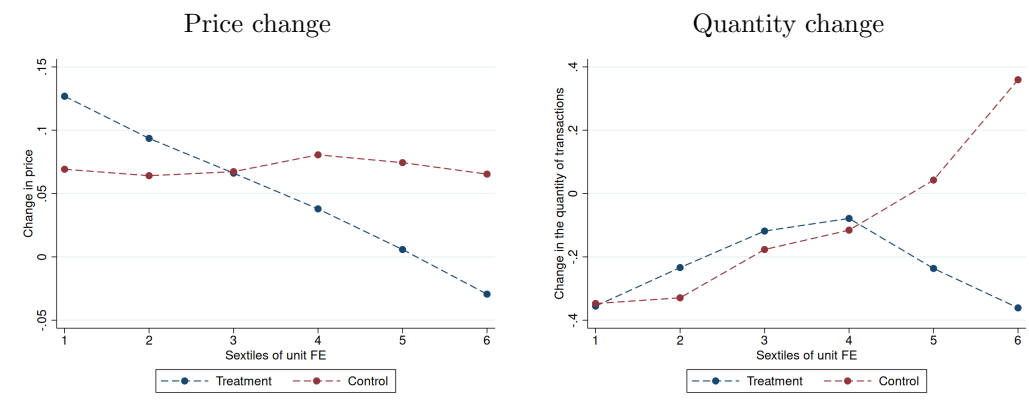 Price change
Change in price
.15
.1
.05
0
-.05
1 2 3 4 5 6
Sextiles of unit FE
Treatment Control
Quantity change
Change in the quantity of transactions
.4
.2
0
-.2
-.4
1 2 3 4 5 6
Sextiles of unit FE
Treatment Control